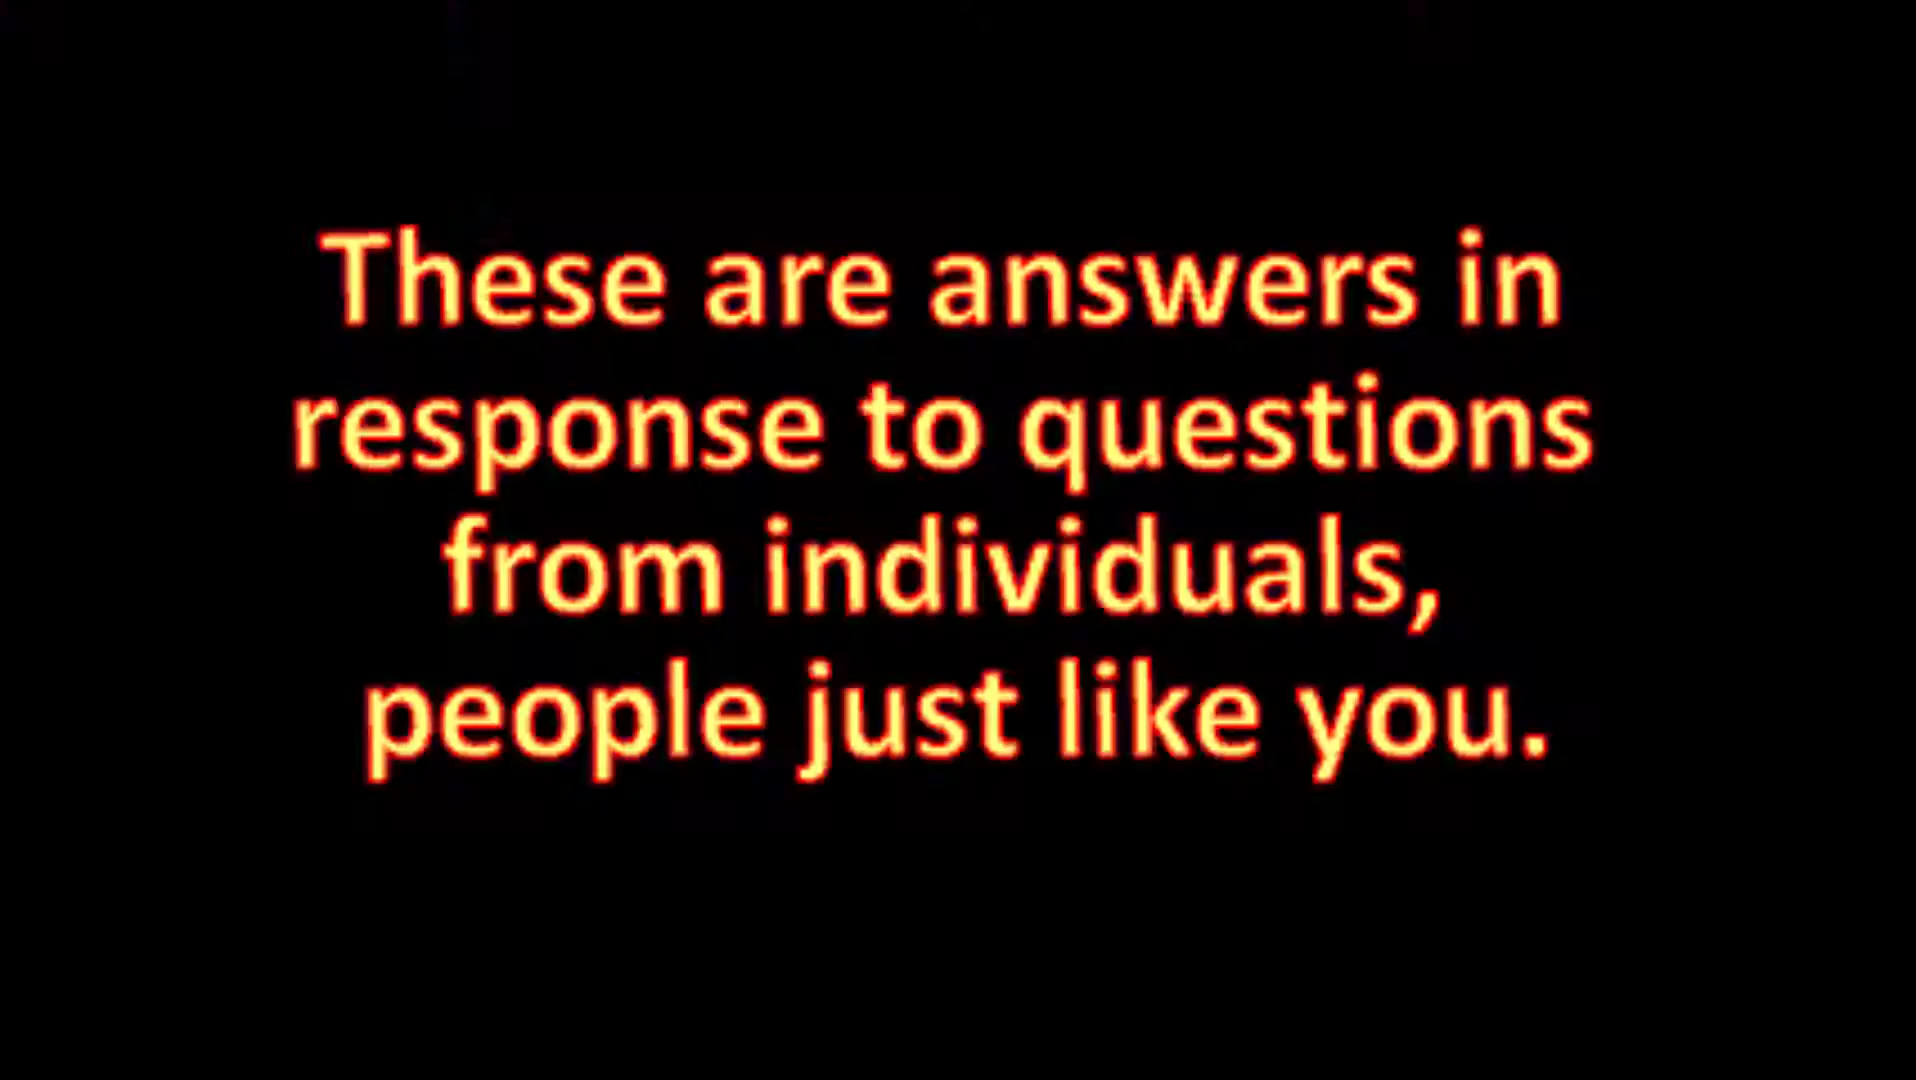 These are answers in
response to questions
from individuals,
people just like you.